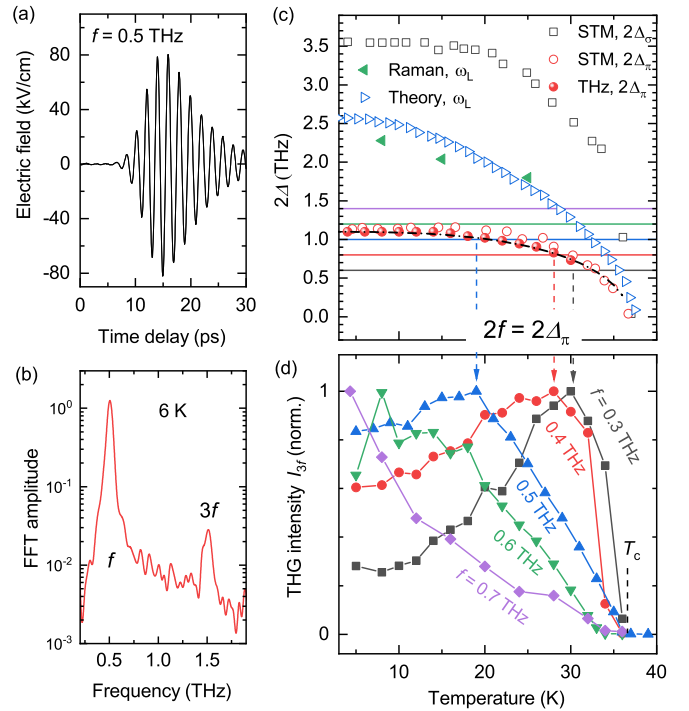 (a)
f = 0.5 THz
80
40
0
-40
-80
Electric field (kV/cm)
0 10 20 30
Time delay (ps)
(b)
6 K
10⁰
10⁻¹
10⁻²
10⁻³
FFT amplitude
f
3f
0.5 1.0 1.5
Frequency (THz)
(c)
STM, 2Δσ
STM, 2Δπ
THz, 2Δπ
Raman, ωL
Theory, ωL
3.5
3.0
2.5
2.0
1.5
1.0
0.5
0.0
2Δ (THz)
2f = 2Δπ
(d)
1
0
THG intensity I3f (norm.)
f = 0.3 THz
0.4 THz
0.5 THz
0.6 THz
f = 0.7 THz
Tc
10 20 30 40
Temperature (K)